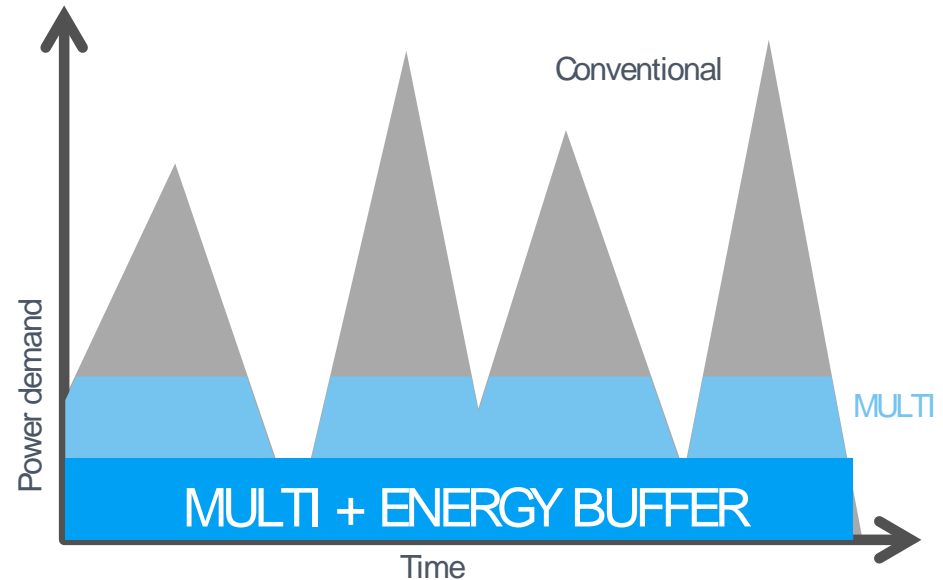 Conventional
Power demand
MULTI
MULTI + ENERGY BUFFER
Time